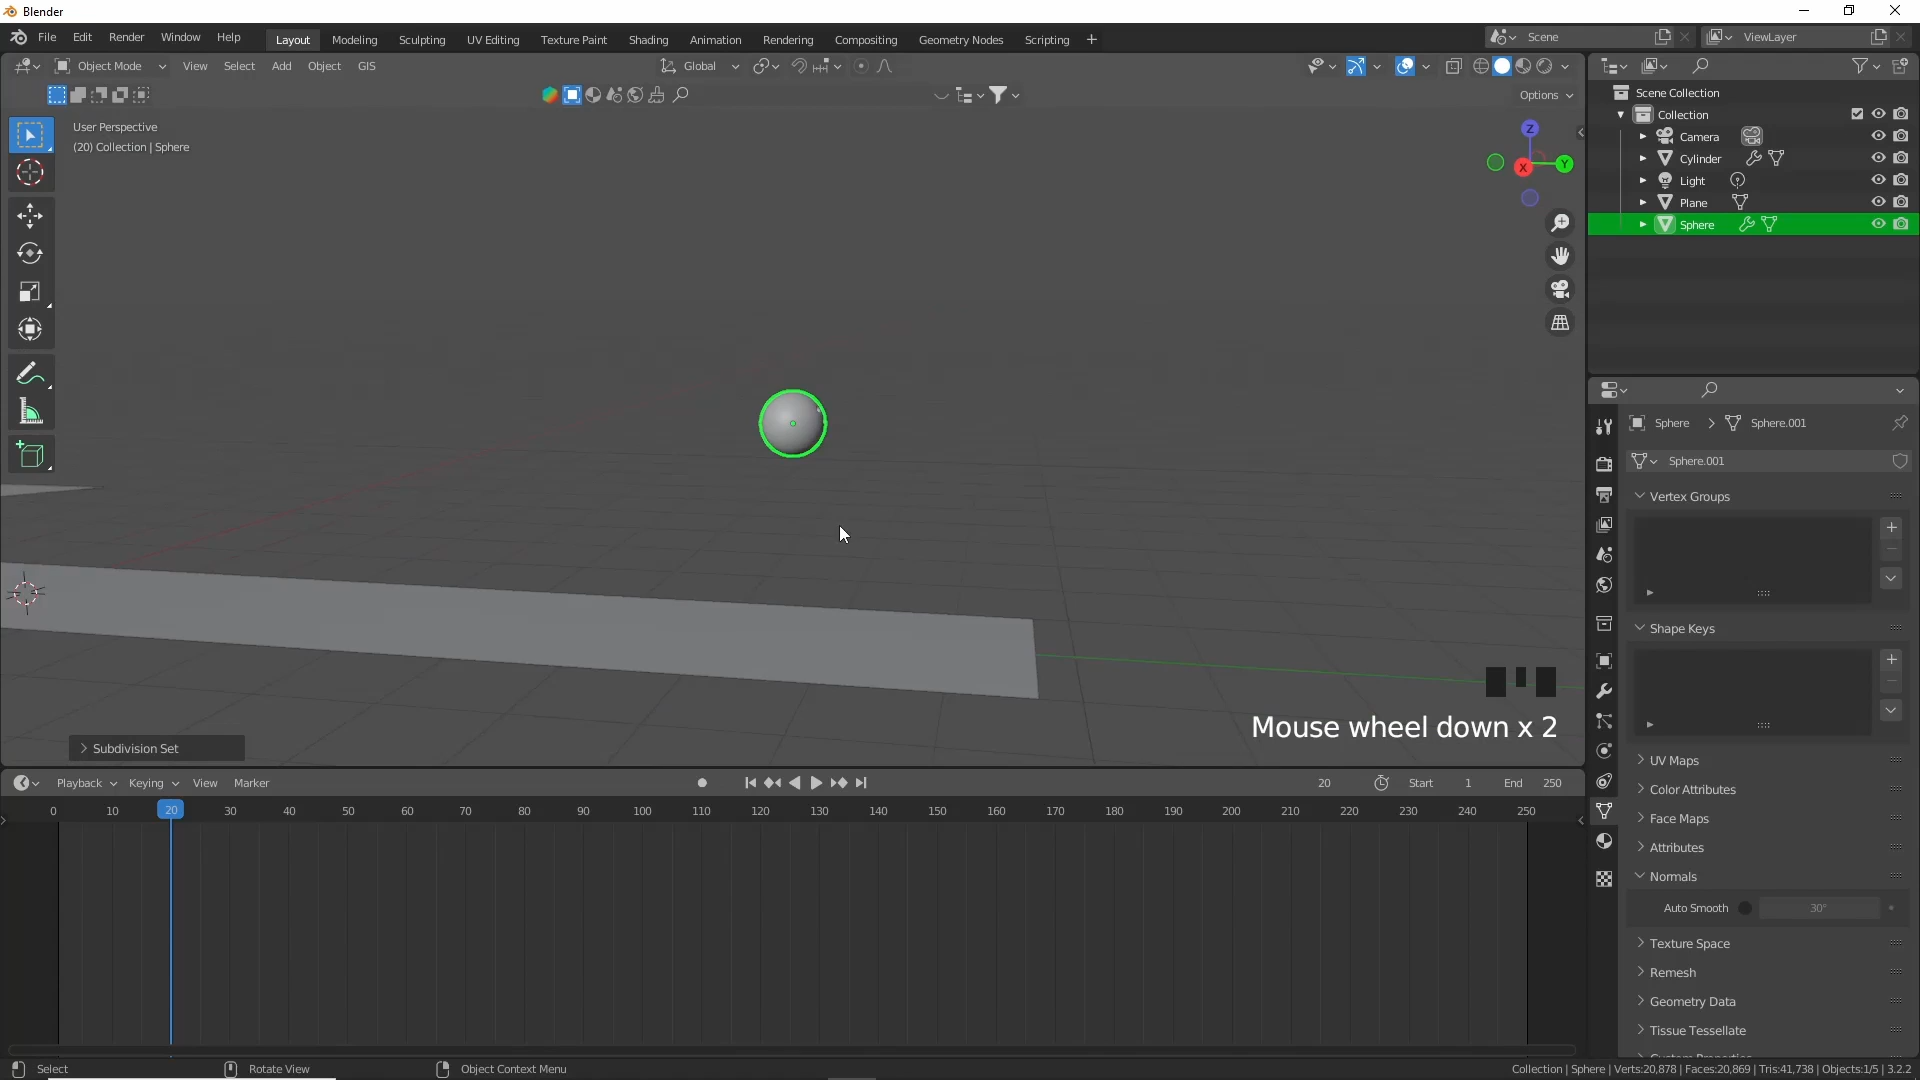 Blender
File Edit Render Window Help Layout Modeling Sculpting UV Editing Texture Paint Shading Animation Rendering Compositing Geometry Nodes Scripting + Scene ViewLayer
Object Mode View Select Add Object GIS Global
Options
User Perspective
(20) Collection | Sphere
Z
Y
X
Scene Collection
Collection
Camera
Cylinder
Light
Plane
Sphere
Sphere Sphere.001
Sphere.001
Vertex Groups
Shape Keys
UV Maps
Color Attributes
Face Maps
Attributes
Normals
Auto Smooth 30°
Texture Space
Remesh
Geometry Data
Tissue Tessellate
Custom Properties
Mouse wheel down x 2
Subdivision Set
Playback Keying View Marker 20 Start 1 End 250
0 10 20 30 40 50 60 70 80 90 100 110 120 130 140 150 160 170 180 190 200 210 220 230 240 250
Select Rotate View Object Context Menu Collection | Sphere | Verts:20,878 | Faces:20,869 | Tris:41,738 | Objects:1/5 | 3.2.2